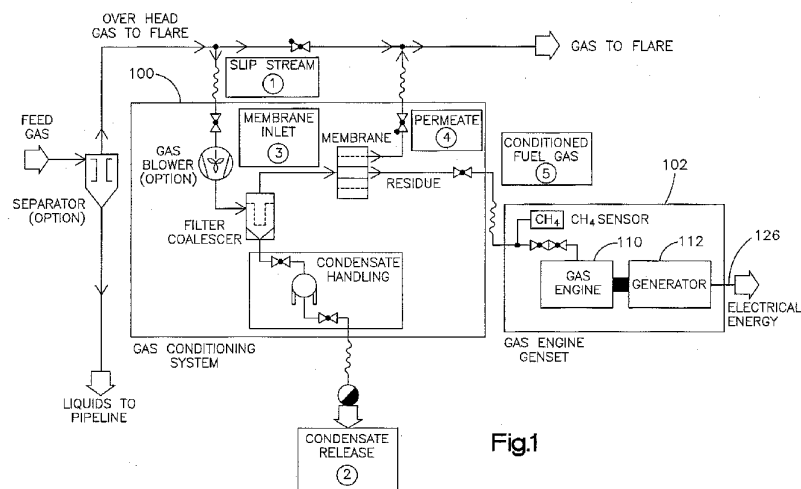 OVER HEAD
GAS TO FLARE
GAS TO FLARE
SLIP STREAM
1
100
FEED
GAS
MEMBRANE
INLET
3
PERMEATE
4
MEMBRANE
CONDITIONED
FUEL GAS
5
GAS
BLOWER
(OPTION)
RESIDUE
102
SEPARATOR
(OPTION)
FILTER
COALESCER
CH4
CH4 SENSOR
110
112
126
CONDENSATE
HANDLING
GAS
ENGINE
GENERATOR
ELECTRICAL
ENERGY
GAS CONDITIONING
SYSTEM
GAS ENGINE
GENSET
LIQUIDS TO
PIPELINE
CONDENSATE
RELEASE
2
Fig.1